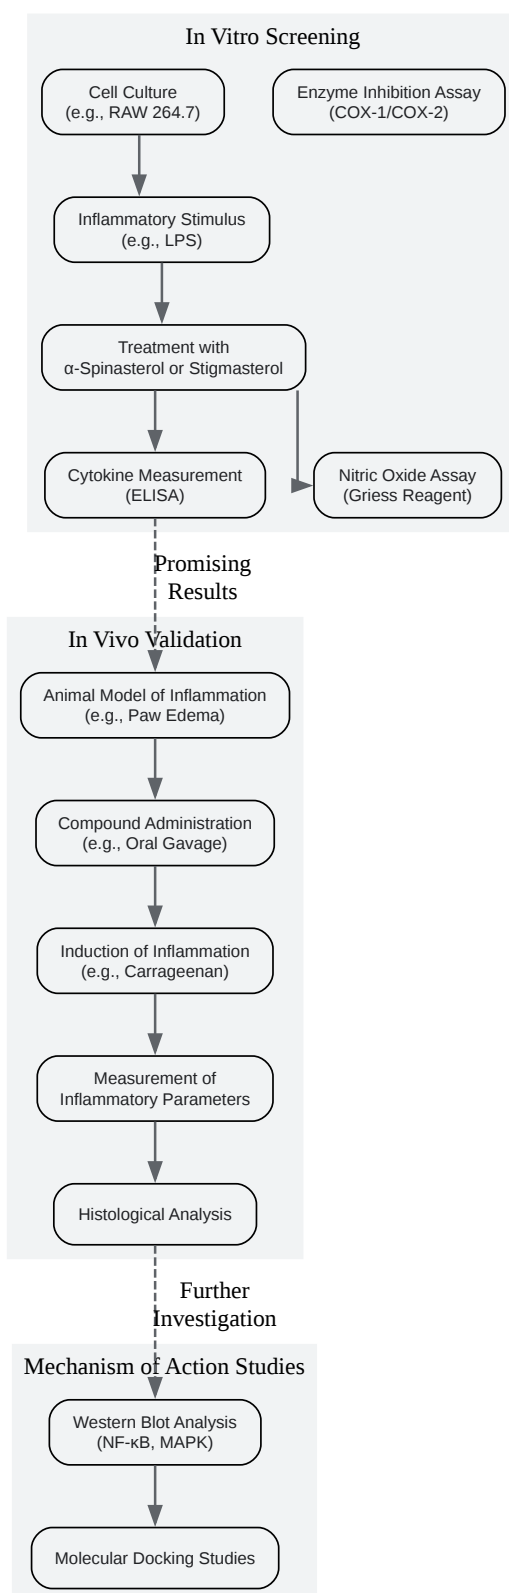 In Vitro Screening
Cell Culture
(e.g., RAW 264.7)
Enzyme Inhibition Assay
(COX-1/COX-2)
Inflammatory Stimulus
(e.g., LPS)
Treatment with
α-Spinasterol or Stigmasterol
Cytokine Measurement
(ELISA)
Nitric Oxide Assay
(Griess Reagent)
Promising
Results
In Vivo Validation
Animal Model of Inflammation
(e.g., Paw Edema)
Compound Administration
(e.g., Oral Gavage)
Induction of Inflammation
(e.g., Carrageenan)
Measurement of
Inflammatory Parameters
Histological Analysis
Further
Investigation
Mechanism of Action Studies
Western Blot Analysis
(NF-κB, MAPK)
Molecular Docking Studies